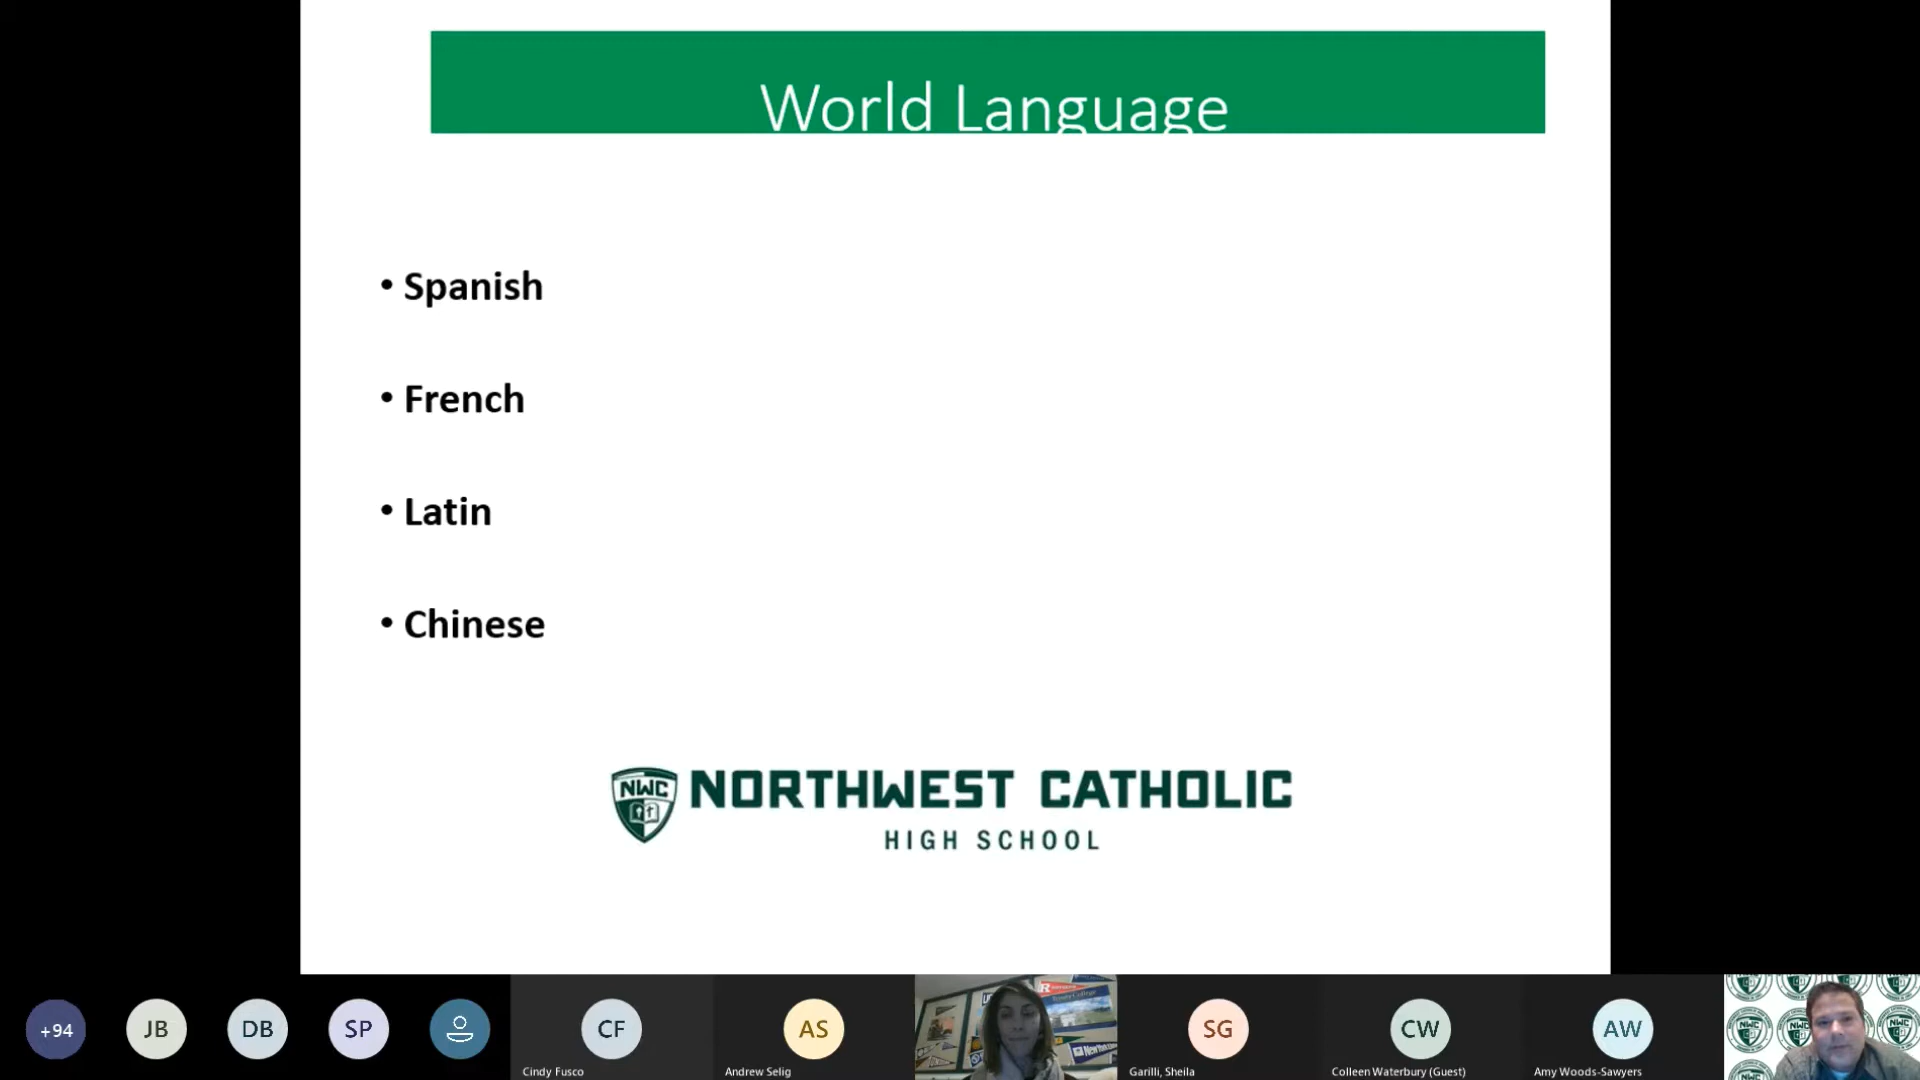 World Language
• Spanish
• French
• Latin
• Chinese
NWC
NORTHWEST CATHOLIC
HIGH SCHOOL
+94
JB
DB
SP
CF
AS
SG
CW
AW
Cindy Fusco
Andrew Selig
Garilli, Sheila
Colleen Waterbury (Guest)
Amy Woods-Sawyers